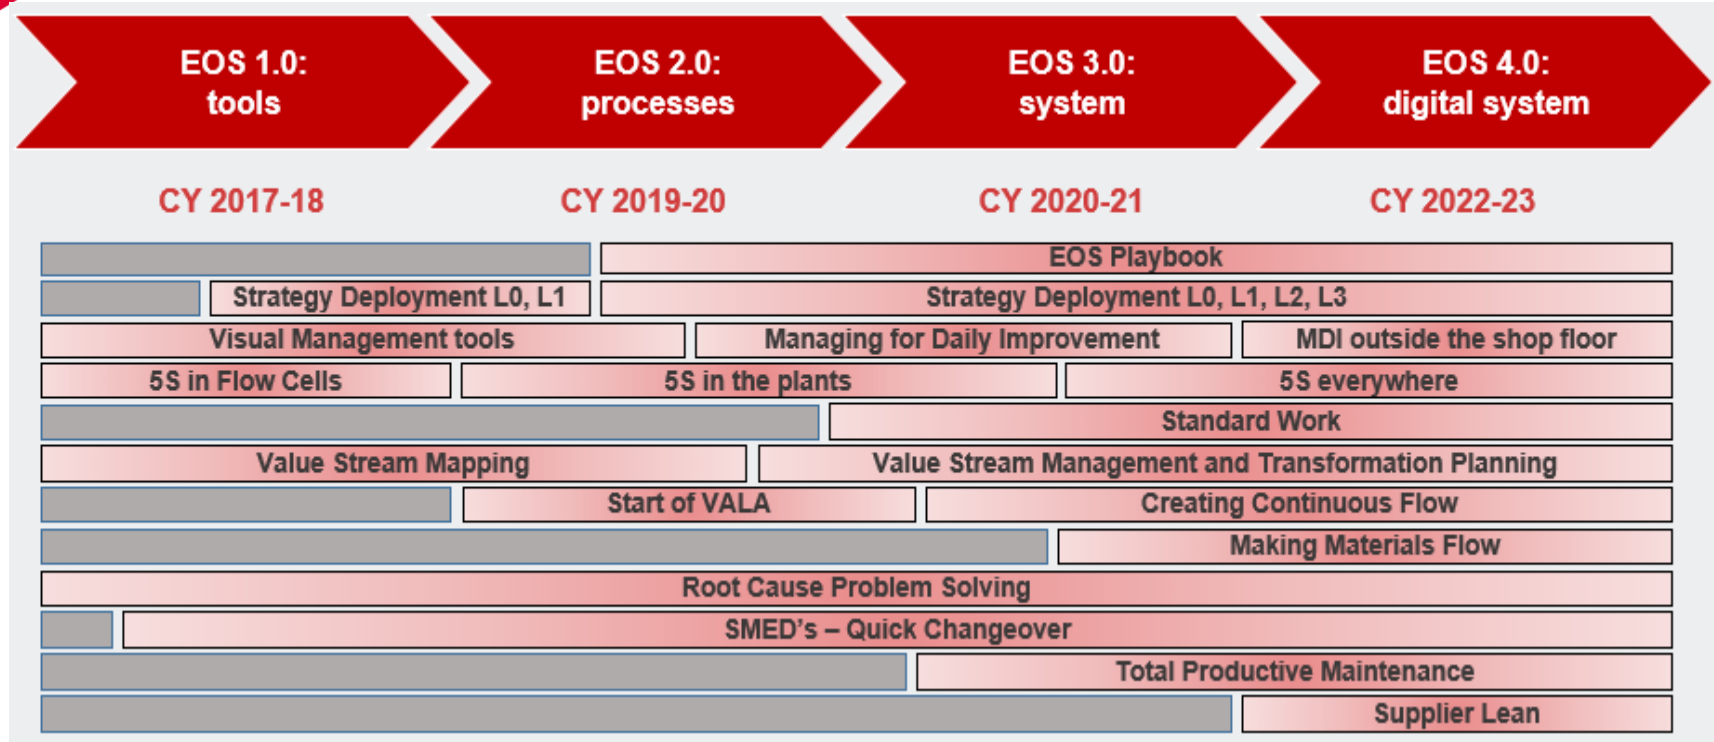 EOS 1.0:
tools
EOS 2.0:
processes
EOS 3.0:
system
EOS 4.0:
digital system
CY 2017-18
CY 2019-20
CY 2020-21
CY 2022-23
EOS Playbook
Strategy Deployment L0, L1
Strategy Deployment L0, L1, L2, L3
Visual Management tools
Managing for Daily Improvement
MDI outside the shop floor
5S in Flow Cells
5S in the plants
5S everywhere
Standard Work
Value Stream Mapping
Value Stream Management and Transformation Planning
Start of VALA
Creating Continuous Flow
Making Materials Flow
Root Cause Problem Solving
SMED’s – Quick Changeover
Total Productive Maintenance
Supplier Lean